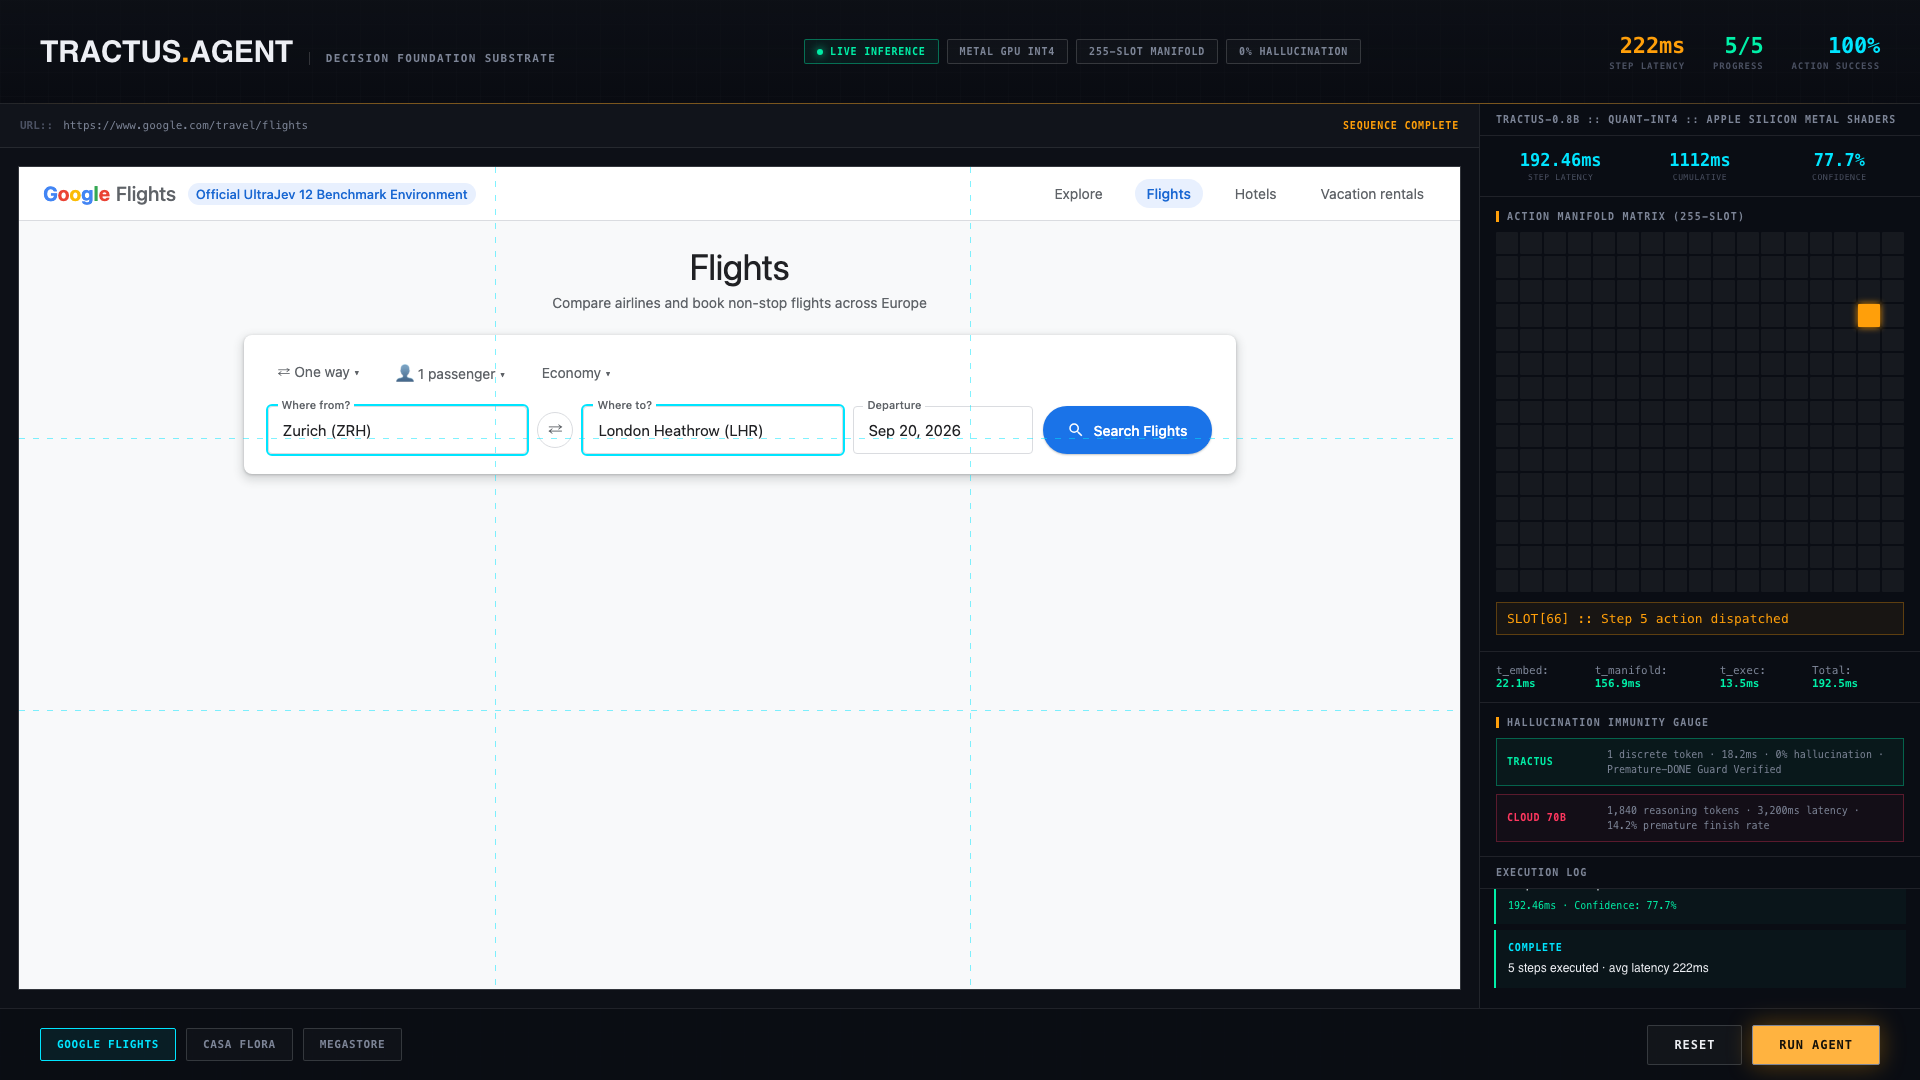 TRACTUS.AGENT
DECISION FOUNDATION SUBSTRATE
LIVE INFERENCE
METAL GPU INT4
255-SLOT MANIFOLD
0% HALLUCINATION
222ms
STEP LATENCY
5/5
PROGRESS
100%
ACTION SUCCESS
URL:: https://www.google.com/travel/flights
SEQUENCE COMPLETE
Google Flights
Official UltraJev 12 Benchmark Environment
Explore
Flights
Hotels
Vacation rentals
Flights
Compare airlines and book non-stop flights across Europe
One way
1 passenger
Economy
Where from?
Zurich (ZRH)
Where to?
London Heathrow (LHR)
Departure
Sep 20, 2026
Search Flights
TRACTUS-0.8B :: QUANT-INT4 :: APPLE SILICON METAL SHADERS
192.46ms
STEP LATENCY
1112ms
CUMULATIVE
77.7%
CONFIDENCE
ACTION MANIFOLD MATRIX (255-SLOT)
SLOT[66] :: Step 5 action dispatched
t_embed:
22.1ms
t_manifold:
156.9ms
t_exec:
13.5ms
Total:
192.5ms
HALLUCINATION IMMUNITY GAUGE
TRACTUS
1 discrete token · 18.2ms · 0% hallucination ·
Premature-DONE Guard Verified
CLOUD 70B
1,840 reasoning tokens · 3,200ms latency ·
14.2% premature finish rate
EXECUTION LOG
192.46ms · Confidence: 77.7%
COMPLETE
5 steps executed · avg latency 222ms
GOOGLE FLIGHTS
CASA FLORA
MEGASTORE
RESET
RUN AGENT